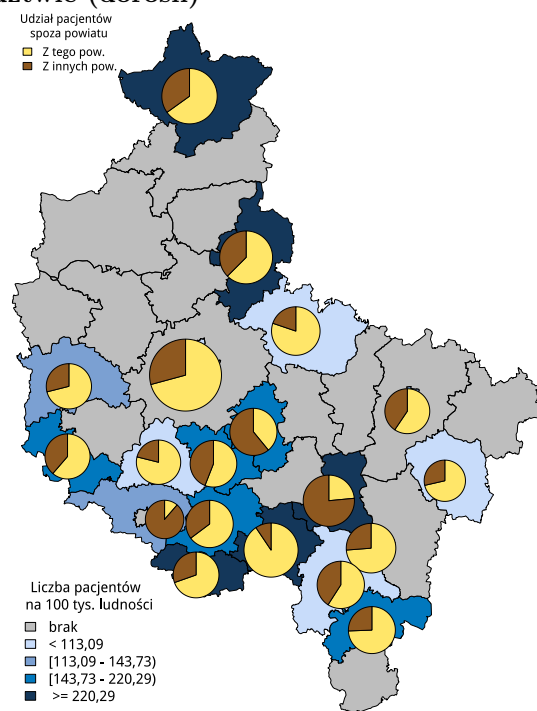 Udział pacjentów
spoza powiatu
Z tego pow.
Z innych pow.
Liczba pacjentów
na 100 tys. ludności
brak
< 113,09
[113,09 - 143,73)
[143,73 - 220,29)
>= 220,29